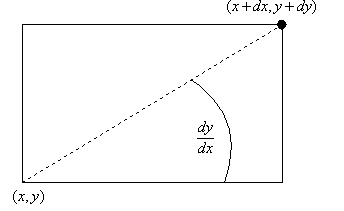 (x+dx, y+dy)
dy
dx
(x, y)